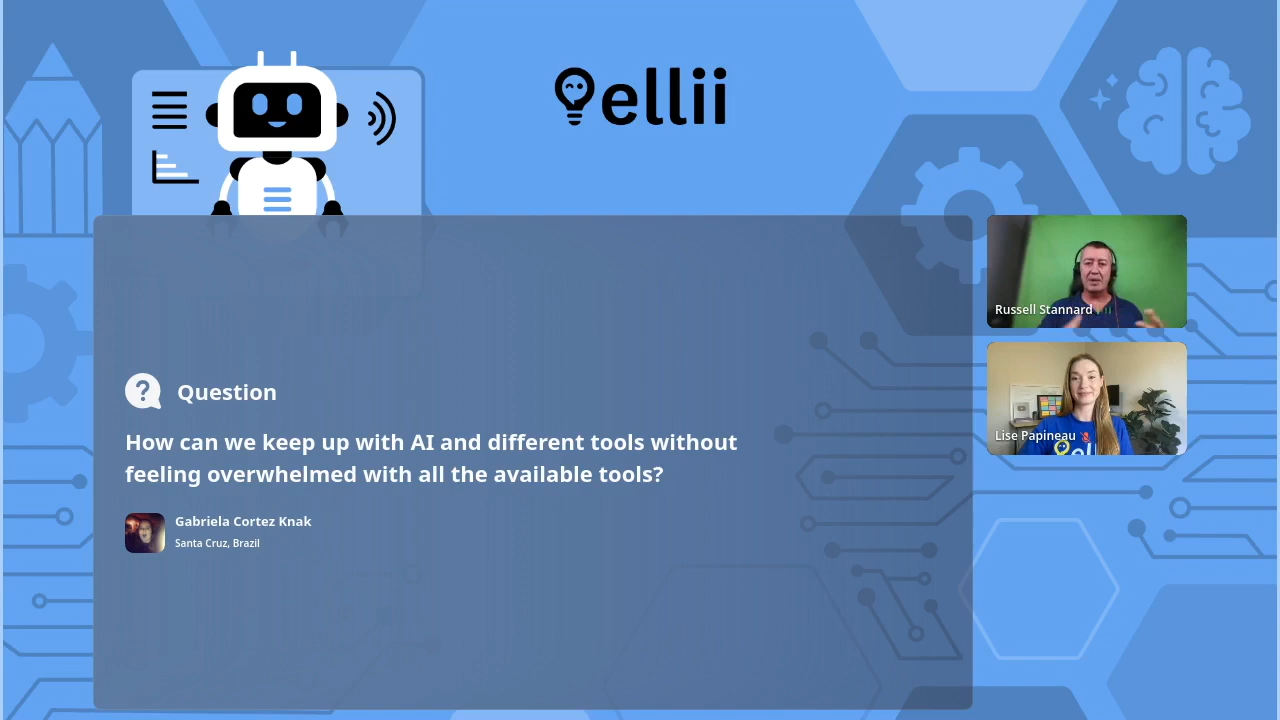 ellii
Question
How can we keep up with AI and different tools without
feeling overwhelmed with all the available tools?
Gabriela Cortez Knak
Santa Cruz, Brazil
Russell Stannard
Lise Papineau